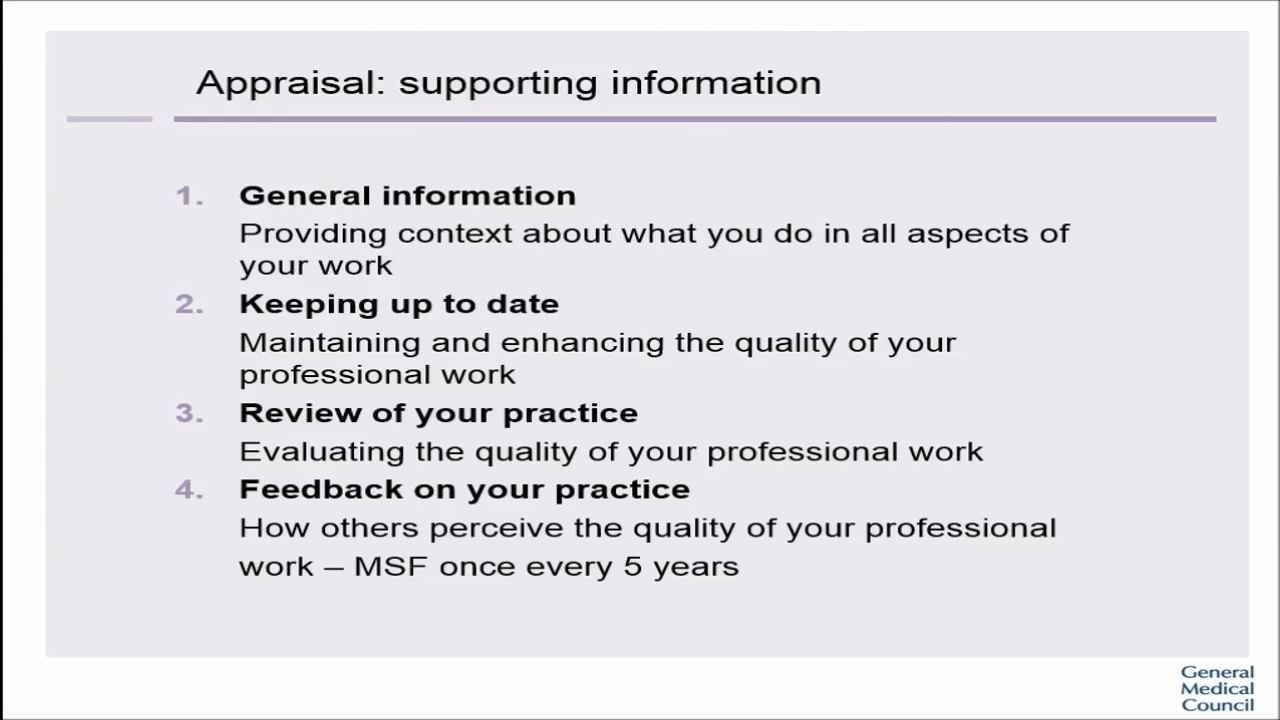 Appraisal: supporting information
1. General information
Providing context about what you do in all aspects of
your work
2. Keeping up to date
Maintaining and enhancing the quality of your
professional work
3. Review of your practice
Evaluating the quality of your professional work
4. Feedback on your practice
How others perceive the quality of your professional
work – MSF once every 5 years
General
Medical
Council